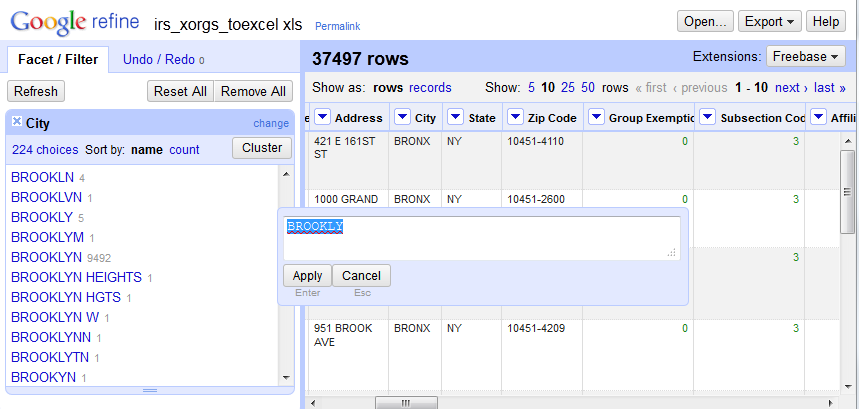 Google refine irs_xorgs_toexcel xls Permalink Open... Export Help
Facet / Filter Undo / Redo 0
37497 rows Extensions: Freebase
Refresh Reset All Remove All
Show as: rows records Show: 5 10 25 50 rows « first ‹ previous 1 - 10 next › last »
City change
224 choices Sort by: name count Cluster
e Address City State Zip Code Group Exemptio Subsection Cod Affilia
421 E 161ST BRONX NY 10451-4110 0 3
ST
1000 GRAND BRONX NY 10451-2600 0 3
BROOKLN 4
BROOKLVN 1
BROOKLY 5
BROOKLYM 1
BROOKLYN 9492
BROOKLYN HEIGHTS 1
BROOKLYN HGTS 1
BROOKLYN W 1
BROOKLYNN 1
BROOKLYTN 1
BROOKYN 1
BROOKLY
Apply Cancel
Enter Esc
3
951 BROOK BRONX NY 10451-4209 0 3
AVE